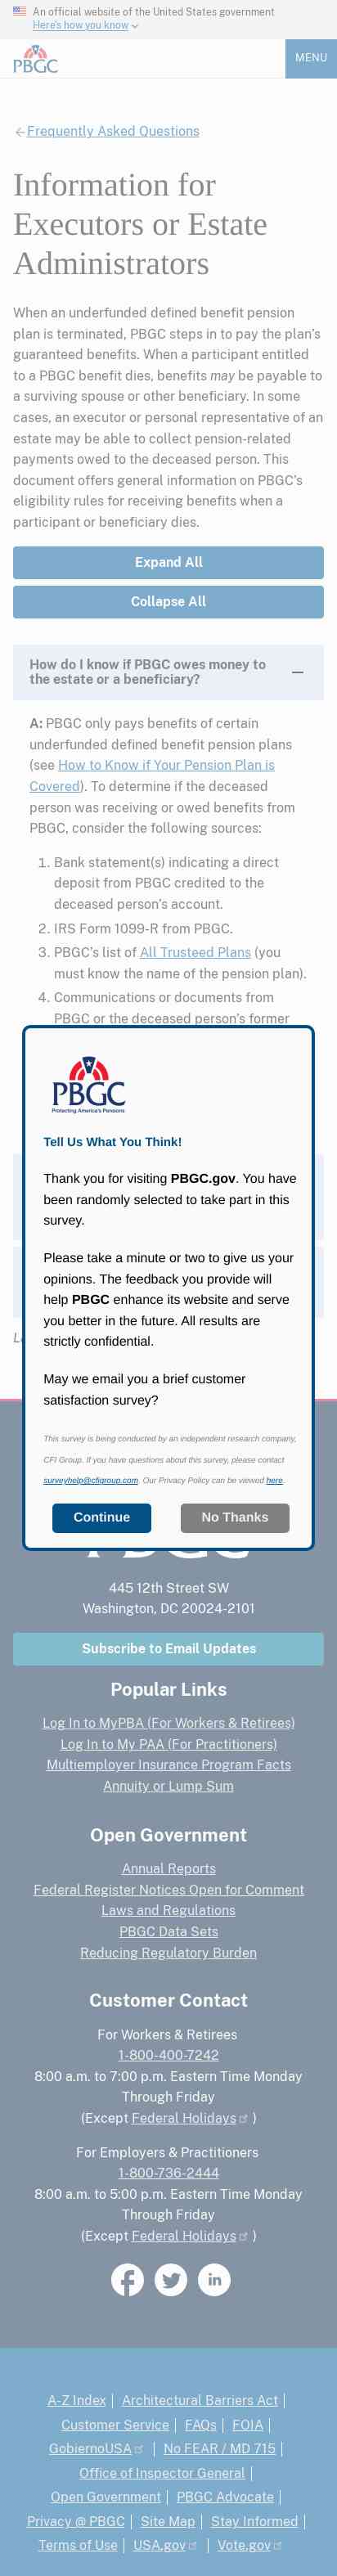 An official website of the United States government
Here's how you know
PBGC
MENU
Frequently Asked Questions
Information for
Executors or Estate
Administrators
When an underfunded defined benefit pension
plan is terminated, PBGC steps in to pay the plan's
guaranteed benefits. When a participant entitled
to a PBGC benefit dies, benefits may be payable to
a surviving spouse or other beneficiary. In some
cases, an executor or personal representative of an
estate may be able to collect pension-related
payments owed to the deceased person. This
document offers general information on PBGC's
eligibility rules for receiving benefits when a
participant or beneficiary dies.
Expand All
Collapse All
How do I know if PBGC owes money to
the estate or a beneficiary?
A: PBGC only pays benefits of certain
underfunded defined benefit pension plans
(see How to Know if Your Pension Plan is
Covered). To determine if the deceased
person was receiving or owed benefits from
PBGC, consider the following sources:
1. Bank statement(s) indicating a direct
deposit from PBGC credited to the
deceased person's account.
2. IRS Form 1099-R from PBGC.
3. PBGC's list of All Trusteed Plans (you
must know the name of the pension plan).
4. Communications or documents from
PBGC or the deceased person's former
PBGC
Protecting America's Pensions
Tell Us What You Think!
Thank you for visiting PBGC.gov. You have
been randomly selected to take part in this
survey.
Please take a minute or two to give us your
opinions. The feedback you provide will
help PBGC enhance its website and serve
you better in the future. All results are
strictly confidential.
May we email you a brief customer
satisfaction survey?
This survey is being conducted by an independent research company,
CFI Group. If you have questions about this survey, please contact
surveyhelp@cfigroup.com. Our Privacy Policy can be viewed here.
Continue
No Thanks
445 12th Street SW
Washington, DC 20024-2101
Subscribe to Email Updates
Popular Links
Log In to MyPBA (For Workers & Retirees)
Log In to My PAA (For Practitioners)
Multiemployer Insurance Program Facts
Annuity or Lump Sum
Open Government
Annual Reports
Federal Register Notices Open for Comment
Laws and Regulations
PBGC Data Sets
Reducing Regulatory Burden
Customer Contact
For Workers & Retirees
1-800-400-7242
8:00 a.m. to 7:00 p.m. Eastern Time Monday
Through Friday
(Except Federal Holidays )
For Employers & Practitioners
1-800-736-2444
8:00 a.m. to 5:00 p.m. Eastern Time Monday
Through Friday
(Except Federal Holidays )
A-Z Index | Architectural Barriers Act |
Customer Service | FAQs | FOIA |
GobiernoUSA | No FEAR / MD 715 |
Office of Inspector General |
Open Government | PBGC Advocate |
Privacy @ PBGC | Site Map | Stay Informed |
Terms of Use | USA.gov | Vote.gov